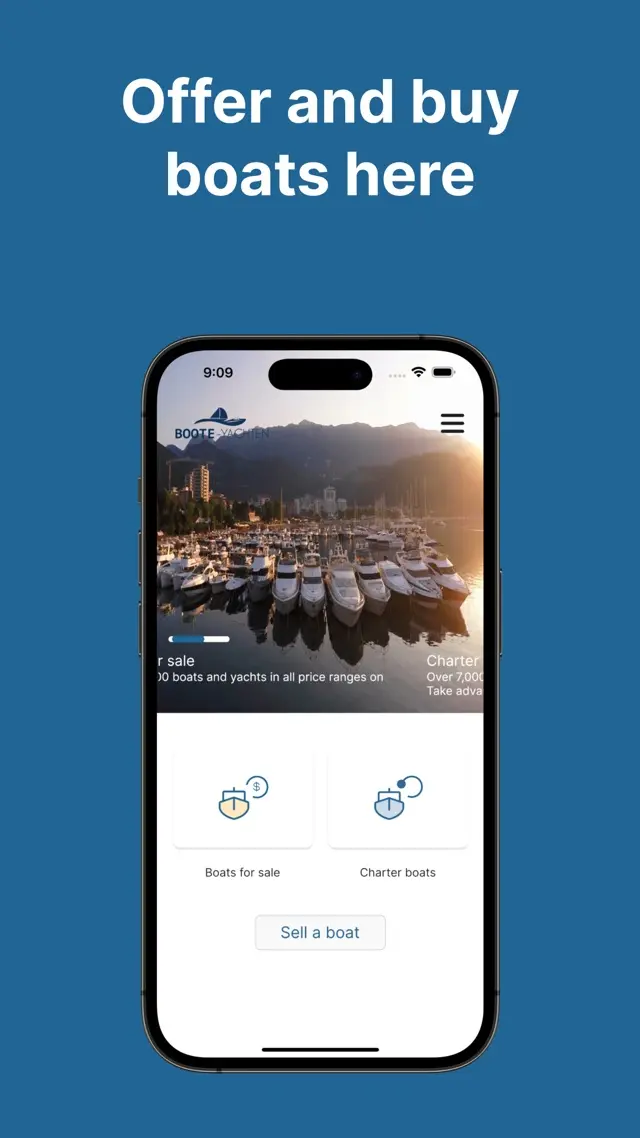 Offer and buy
boats here
9:09
BOOTE-YACHTEN
r sale
00 boats and yachts in all price ranges on
Charter
Over 7,000
Take adva
$
Boats for sale
Charter boats
Sell a boat